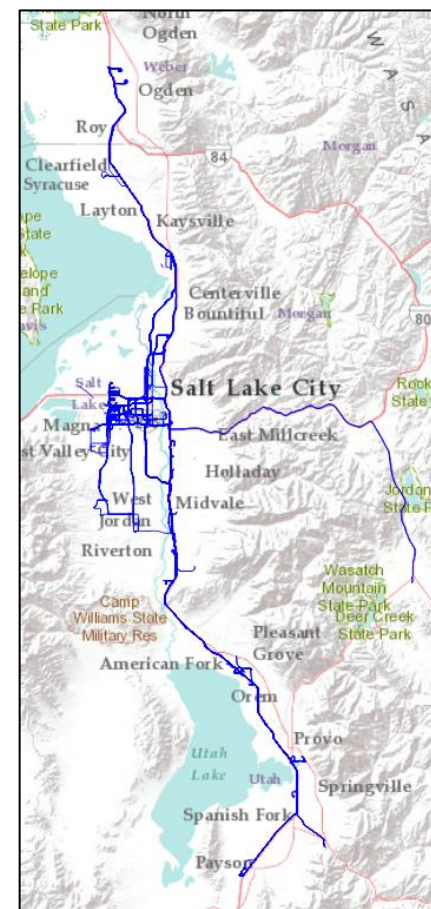 North
Ogden
State Park
Weber
Ogden
W A S A
Roy
84
Morgan
Clearfield
Syracuse
Layton
Kaysville
State
Park
elope
and
e Park
avis
Centerville
Bountiful
Morgan
80
Salt
Lake
Salt Lake City
Rock
State
Magna
East Millcreek
st Valley City
Holladay
Jordan
State P
West
Jordan
Midvale
Riverton
Wasatch
Mountain
State Park
Deer Creek
State Park
Camp
Williams State
Military Res
Pleasant
Grove
American Fork
Orem
Utah
Lake
Provo
Utah
Springville
Spanish Fork
Payson